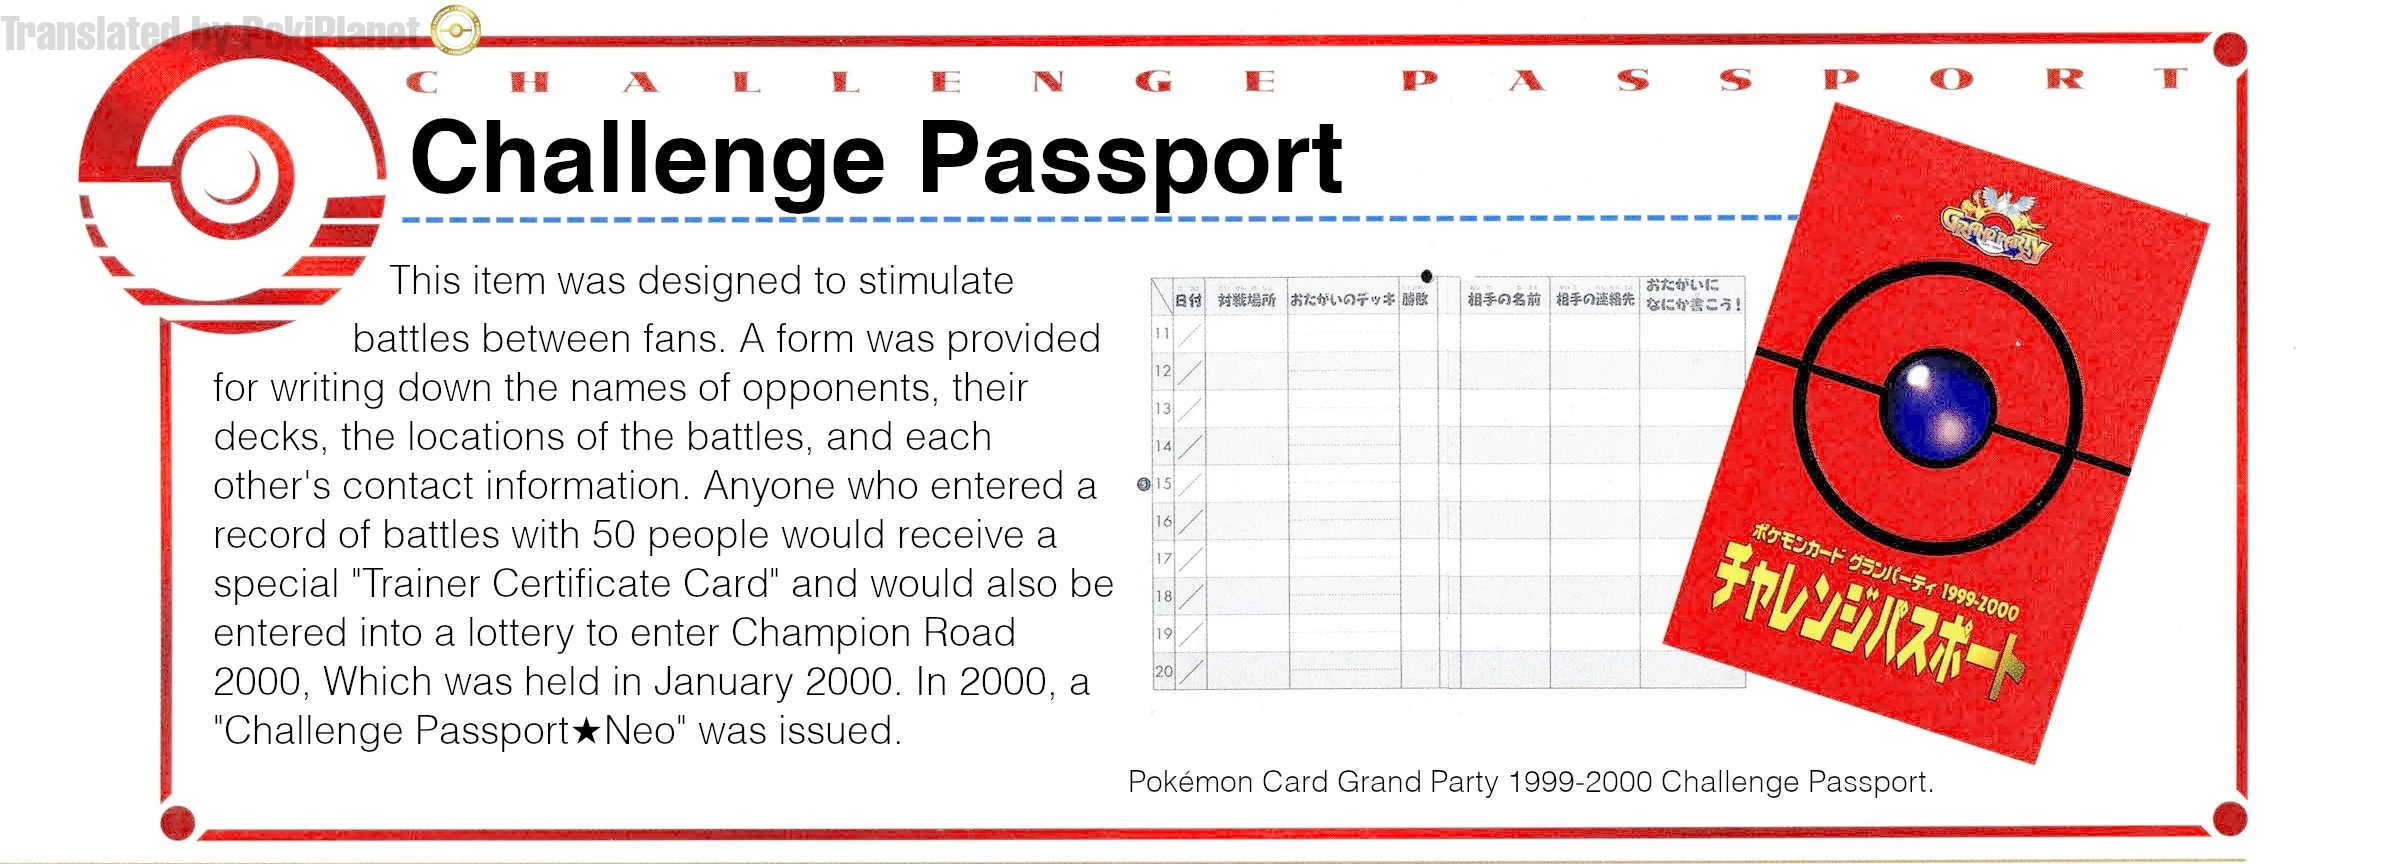 Translated by PokiPlanet
CHALLENGE PASSPORT
Challenge Passport
This item was designed to stimulate
battles between fans. A form was provided
for writing down the names of opponents, their
decks, the locations of the battles, and each
other's contact information. Anyone who entered a
record of battles with 50 people would receive a
special "Trainer Certificate Card" and would also be
entered into a lottery to enter Champion Road
2000, Which was held in January 2000. In 2000, a
"Challenge Passport★Neo" was issued.
日付 対戦場所 おたがいのデッキ 勝敗 相手の名前 相手の連絡先 おたがいに
なにか書こう!
11
12
13
14
15
16
17
18
19
20
GRAND PARTY
ポケモンカード グランパーティ 1999-2000
チャレンジパスポート
Pokémon Card Grand Party 1999-2000 Challenge Passport.